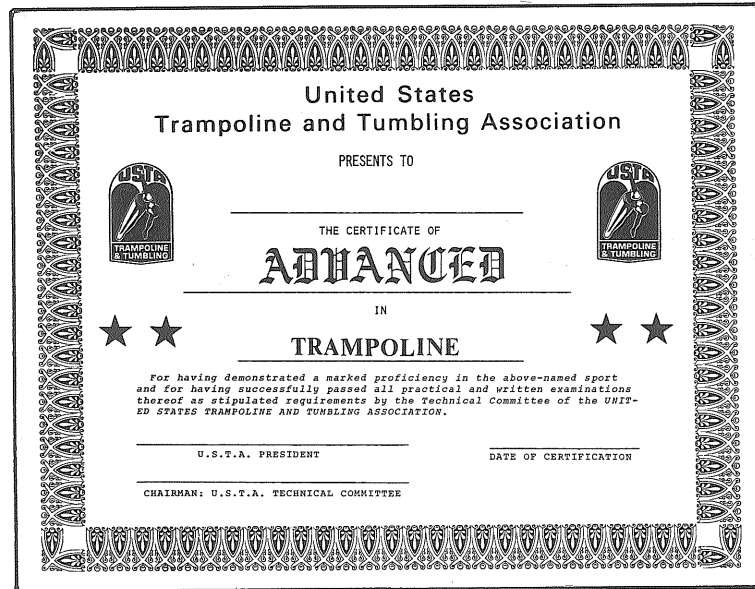 United States
Trampoline and Tumbling Association
PRESENTS TO
USTA
TRAMPOLINE
& TUMBLING
USTA
TRAMPOLINE
& TUMBLING
THE CERTIFICATE OF
ADVANCED
IN
TRAMPOLINE
For having demonstrated a marked proficiency in the above-named sport
and for having successfully passed all practical and written examinations
thereof as stipulated requirements by the Technical Committee of the UNIT-
ED STATES TRAMPOLINE AND TUMBLING ASSOCIATION.
U.S.T.A. PRESIDENT
DATE OF CERTIFICATION
CHAIRMAN; U.S.T.A. TECHNICAL COMMITTEE